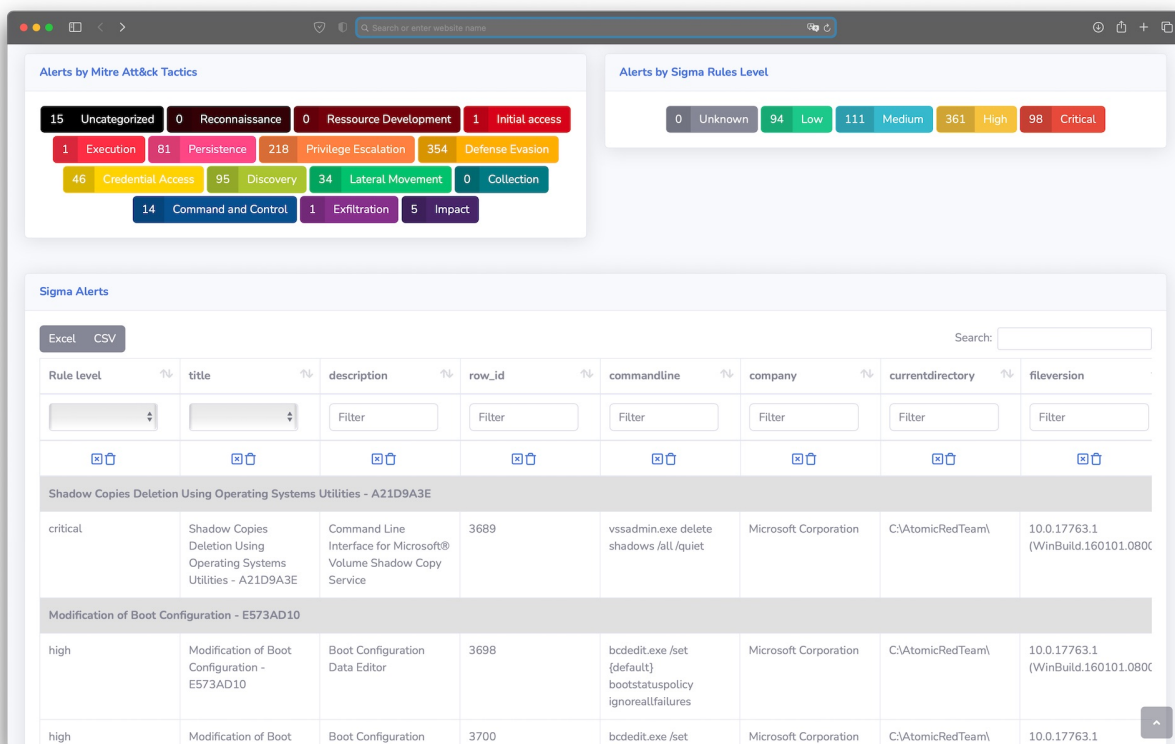 Search or enter website name
Alerts by Mitre Att&ck Tactics
15 Uncategorized 0 Reconnaissance 0 Ressource Development 1 Initial access
1 Execution 81 Persistence 218 Privilege Escalation 354 Defense Evasion
46 Credential Access 95 Discovery 34 Lateral Movement 0 Collection
14 Command and Control 1 Exfiltration 5 Impact
Alerts by Sigma Rules Level
0 Unknown 94 Low 111 Medium 361 High 98 Critical
Sigma Alerts
Excel CSV
Search:
Rule level title description row_id commandline company currentdirectory fileversion
Filter Filter Filter Filter Filter Filter
Shadow Copies Deletion Using Operating Systems Utilities - A21D9A3E
critical
Shadow Copies
Deletion Using
Operating Systems
Utilities - A21D9A3E
Command Line
Interface for Microsoft®
Volume Shadow Copy
Service
3689
vssadmin.exe delete
shadows /all /quiet
Microsoft Corporation
C:\AtomicRedTeam\
10.0.17763.1
(WinBuild.160101.0800
Modification of Boot Configuration - E573AD10
high
Modification of Boot
Configuration -
E573AD10
Boot Configuration
Data Editor
3698
bcdedit.exe /set
{default}
bootstatuspolicy
ignoreallfailures
Microsoft Corporation
C:\AtomicRedTeam\
10.0.17763.1
(WinBuild.160101.0800
high
Modification of Boot
Boot Configuration
3700
bcdedit.exe /set
Microsoft Corporation
C:\AtomicRedTeam\
10.0.17763.1